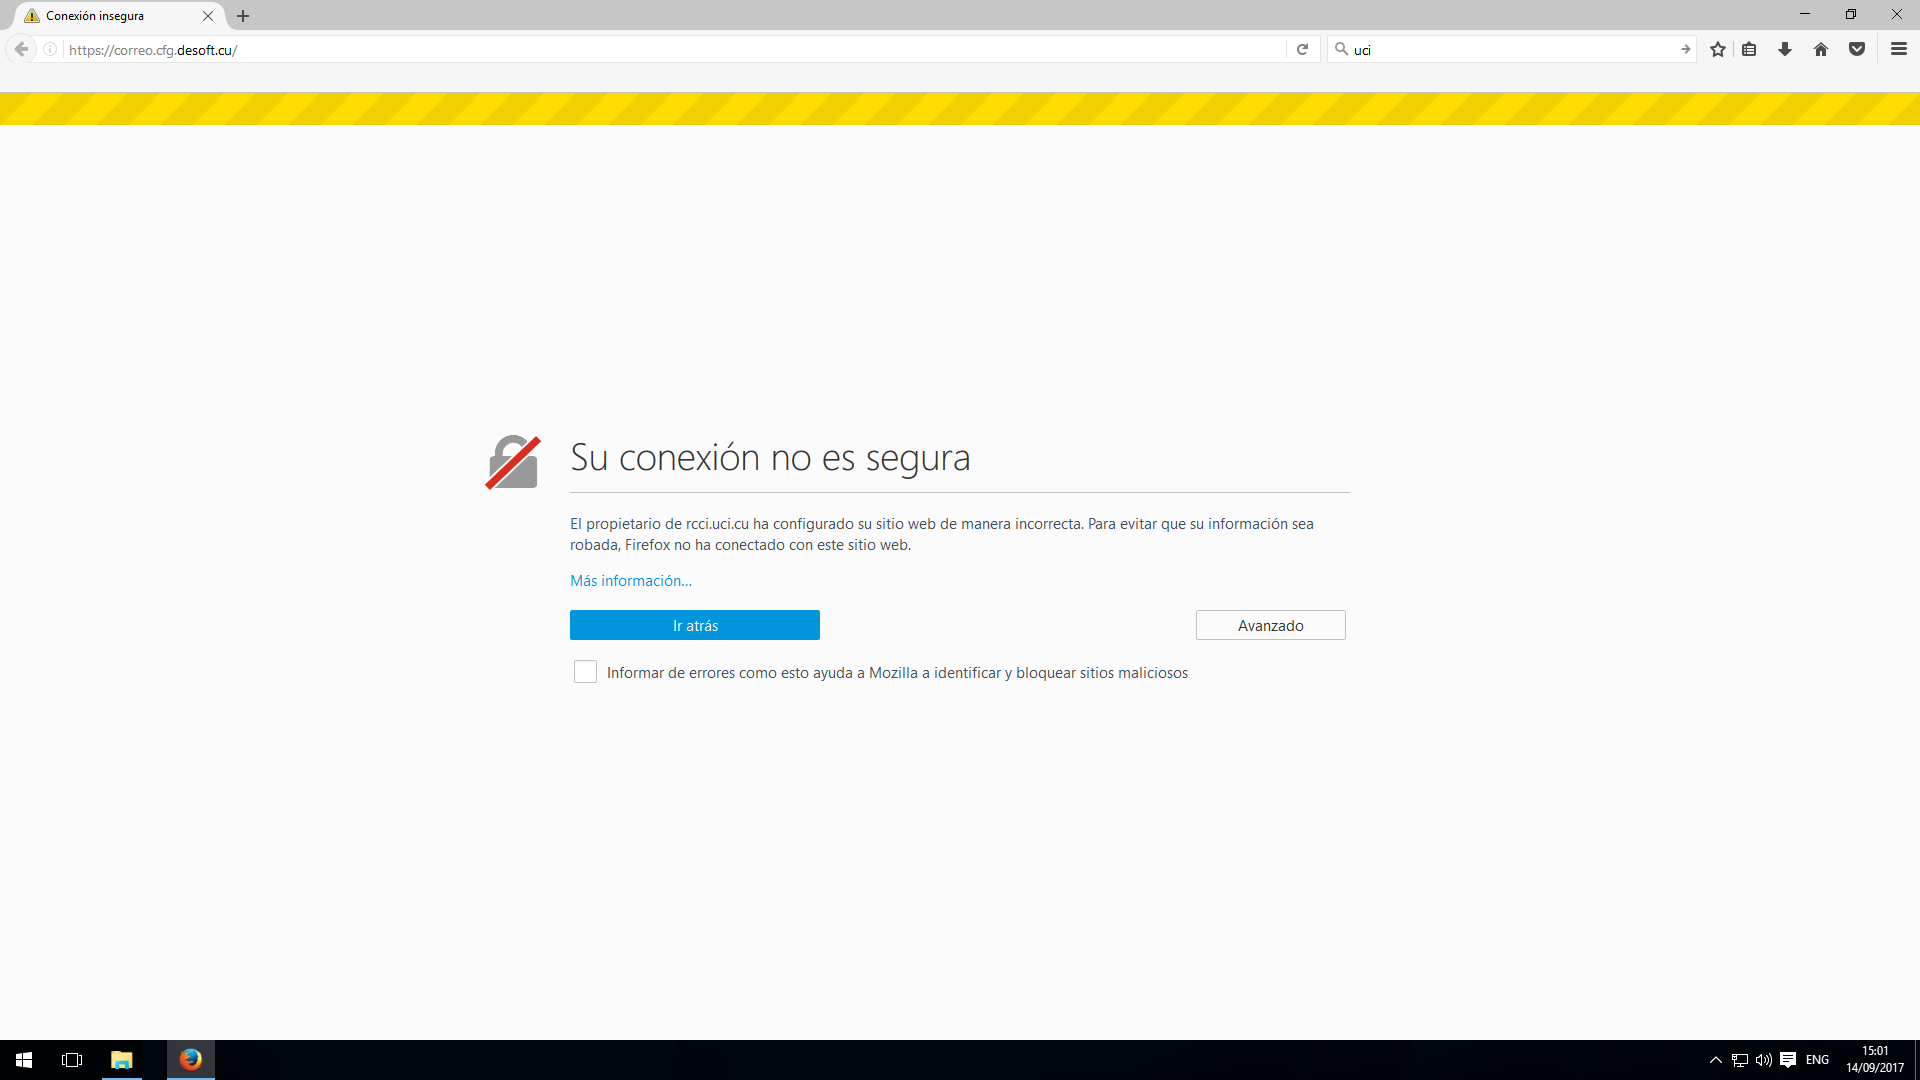 Conexión insegura
https://correo.cfg.desoft.cu/
uci
Su conexión no es segura
El propietario de rcci.uci.cu ha configurado su sitio web de manera incorrecta. Para evitar que su información sea
robada, Firefox no ha conectado con este sitio web.
Más información...
Ir atrás
Avanzado
Informar de errores como esto ayuda a Mozilla a identificar y bloquear sitios maliciosos
ENG
15:01
14/09/2017